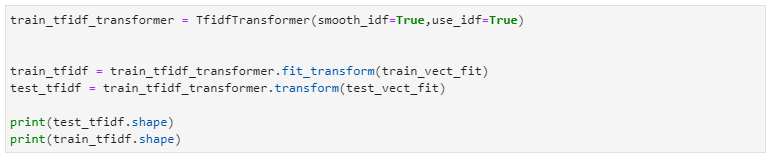 train_tfidf_transformer = TfidfTransformer(smooth_idf=True,use_idf=True)
train_tfidf = train_tfidf_transformer.fit_transform(train_vect_fit)
test_tfidf = train_tfidf_transformer.transform(test_vect_fit)
print(test_tfidf.shape)
print(train_tfidf.shape)